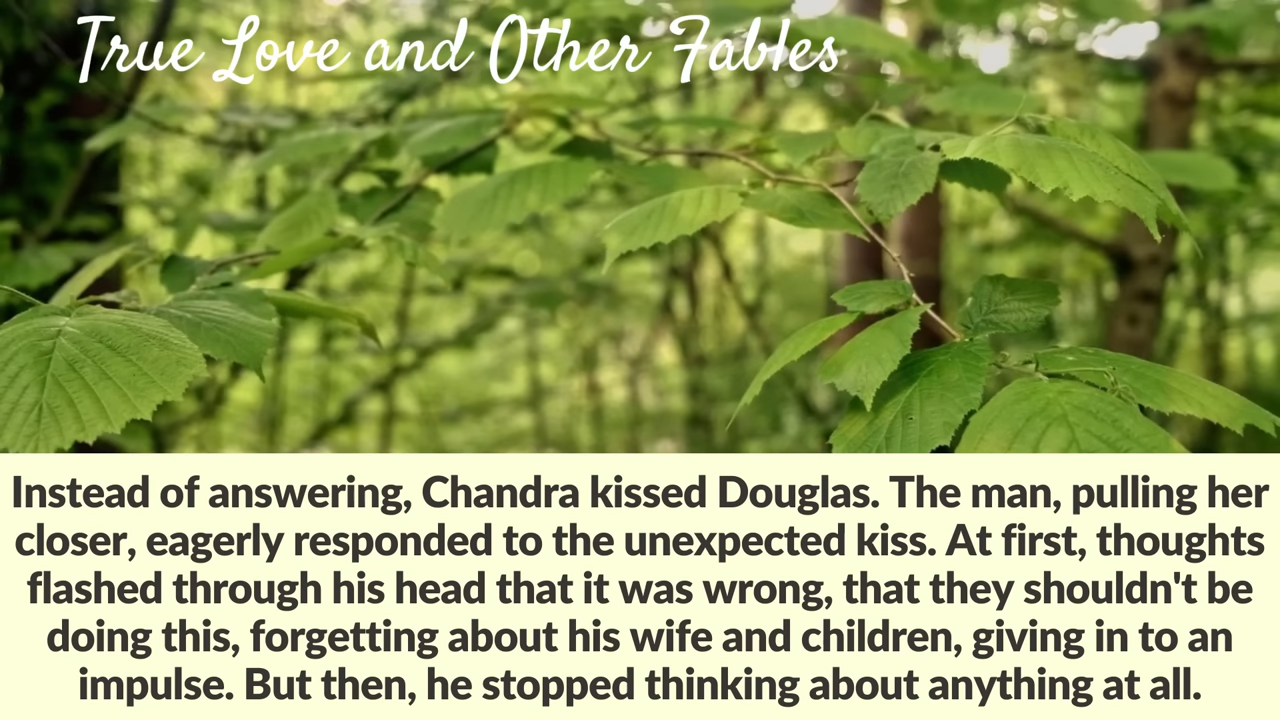 True Love and Other Fables
Instead of answering, Chandra kissed Douglas. The man, pulling her
closer, eagerly responded to the unexpected kiss. At first, thoughts
flashed through his head that it was wrong, that they shouldn't be
doing this, forgetting about his wife and children, giving in to an
impulse. But then, he stopped thinking about anything at all.